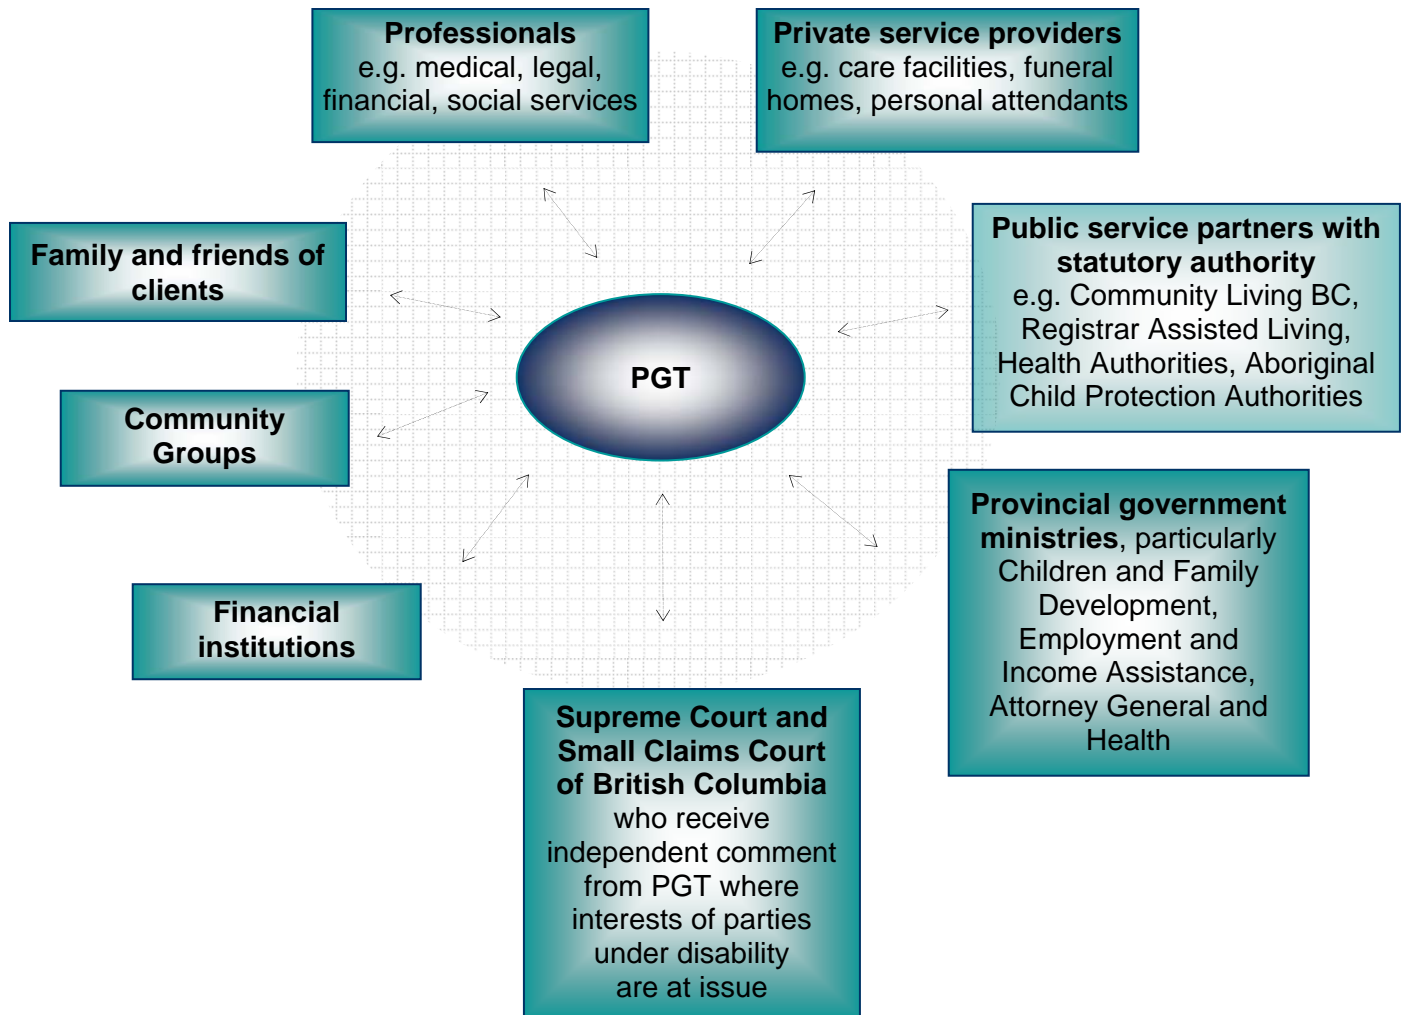 Professionals
e.g. medical, legal,
financial, social services
Private service providers
e.g. care facilities, funeral
homes, personal attendants
Family and friends of
clients
Public service partners with
statutory authority
e.g. Community Living BC,
Registrar Assisted Living,
Health Authorities, Aboriginal
Child Protection Authorities
PGT
Community
Groups
Provincial government
ministries, particularly
Children and Family
Development,
Employment and
Income Assistance,
Attorney General and
Health
Financial
institutions
Supreme Court and
Small Claims Court
of British Columbia
who receive
independent comment
from PGT where
interests of parties
under disability
are at issue